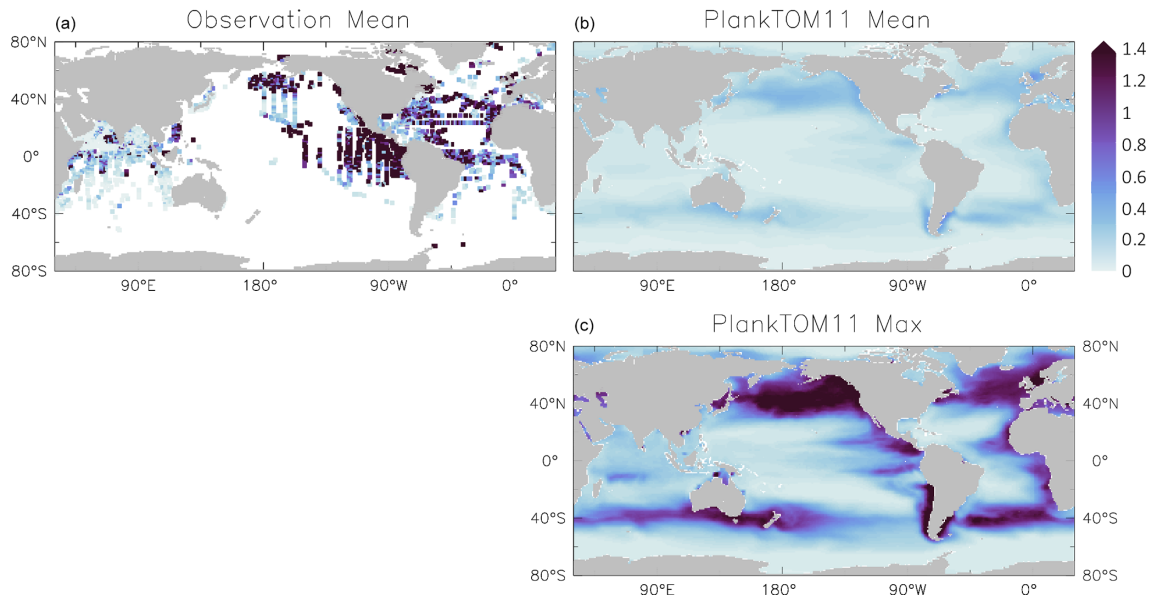 (a) Observation Mean
80°N
40°N
0°
40°S
80°S
90°E 180° 90°W 0°
(b) PlankTOM11 Mean
90°E 180° 90°W 0°
1.4
1.2
1
0.8
0.6
0.4
0.2
0
(c) PlankTOM11 Max
80°N 80°N
40°N 40°N
0° 0°
40°S 40°S
80°S 80°S
90°E 180° 90°W 0°